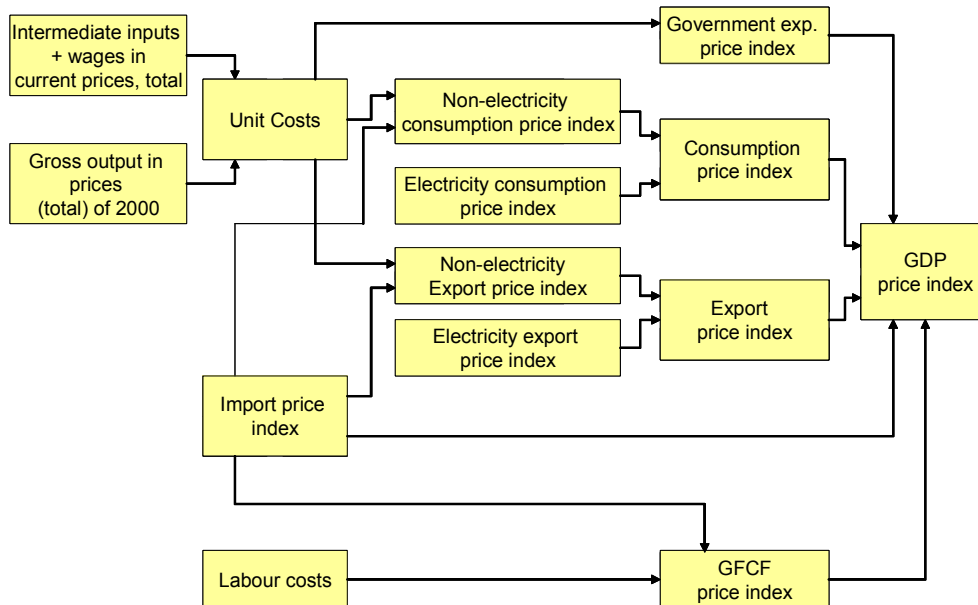 Intermediate inputs
+ wages in
current prices, total
Gross output in
prices
(total) of 2000
Unit Costs
Government exp.
price index
Non-electricity
consumption price index
Electricity consumption
price index
Consumption
price index
Non-electricity
Export price index
Electricity export
price index
Export
price index
GDP
price index
Import price
index
Labour costs
GFCF
price index